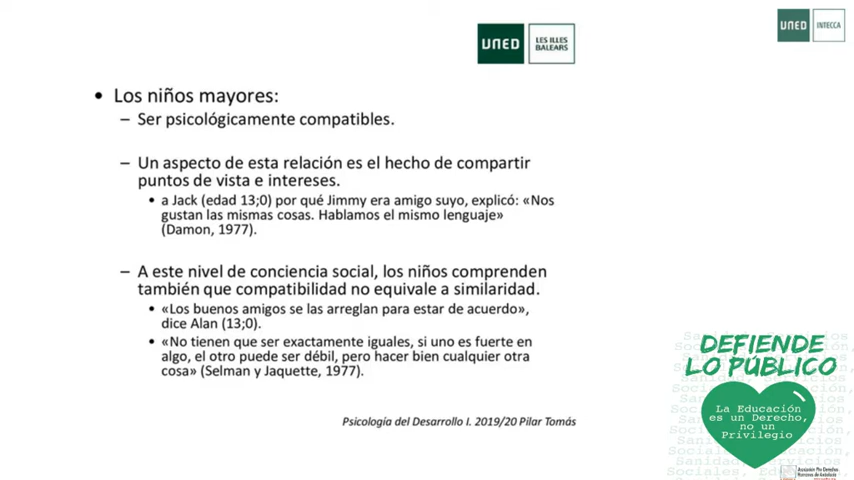 UNED
LES ILLES
BALEARS
UNED
INTECCA
• Los niños mayores:
– Ser psicológicamente compatibles.
– Un aspecto de esta relación es el hecho de compartir
puntos de vista e intereses.
• a Jack (edad 13;0) por qué Jimmy era amigo suyo, explicó: «Nos
gustan las mismas cosas. Hablamos el mismo lenguaje»
(Damon, 1977).
– A este nivel de conciencia social, los niños comprenden
también que compatibilidad no equivale a similaridad.
• «Los buenos amigos se las arreglan para estar de acuerdo»,
dice Alan (13;0).
• «No tienen que ser exactamente iguales, si uno es fuerte en
algo, el otro puede ser débil, pero hacer bien cualquier otra
cosa» (Selman y Jaquette, 1977).
Psicología del Desarrollo I. 2019/20 Pilar Tomás
DEFIENDE
LO PÚBLICO
La Educación
es un Derecho,
no un
Privilegio